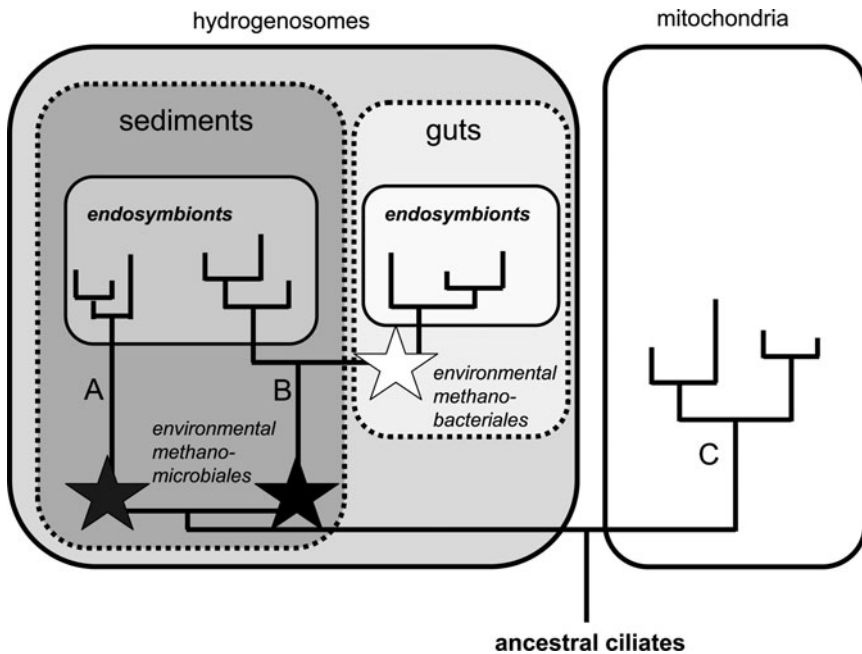 hydrogenosomes
mitochondria
sediments
guts
endosymbionts
endosymbionts
A
B
environmental
methano-
bacteriales
environmental
methano-
microbiales
C
ancestral ciliates